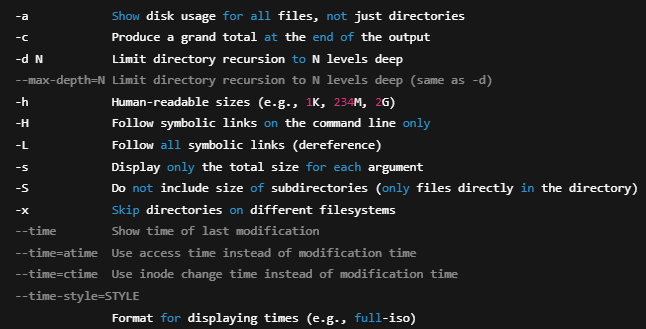 -a            Show disk usage for all files, not just directories
-c            Produce a grand total at the end of the output
-d N          Limit directory recursion to N levels deep
--max-depth=N Limit directory recursion to N levels deep (same as -d)
-h            Human-readable sizes (e.g., 1K, 234M, 2G)
-H            Follow symbolic links on the command line only
-L            Follow all symbolic links (dereference)
-s            Display only the total size for each argument
-S            Do not include size of subdirectories (only files directly in the directory)
-x            Skip directories on different filesystems
--time        Show time of last modification
--time=atime  Use access time instead of modification time
--time=ctime  Use inode change time instead of modification time
--time-style=STYLE
              Format for displaying times (e.g., full-iso)